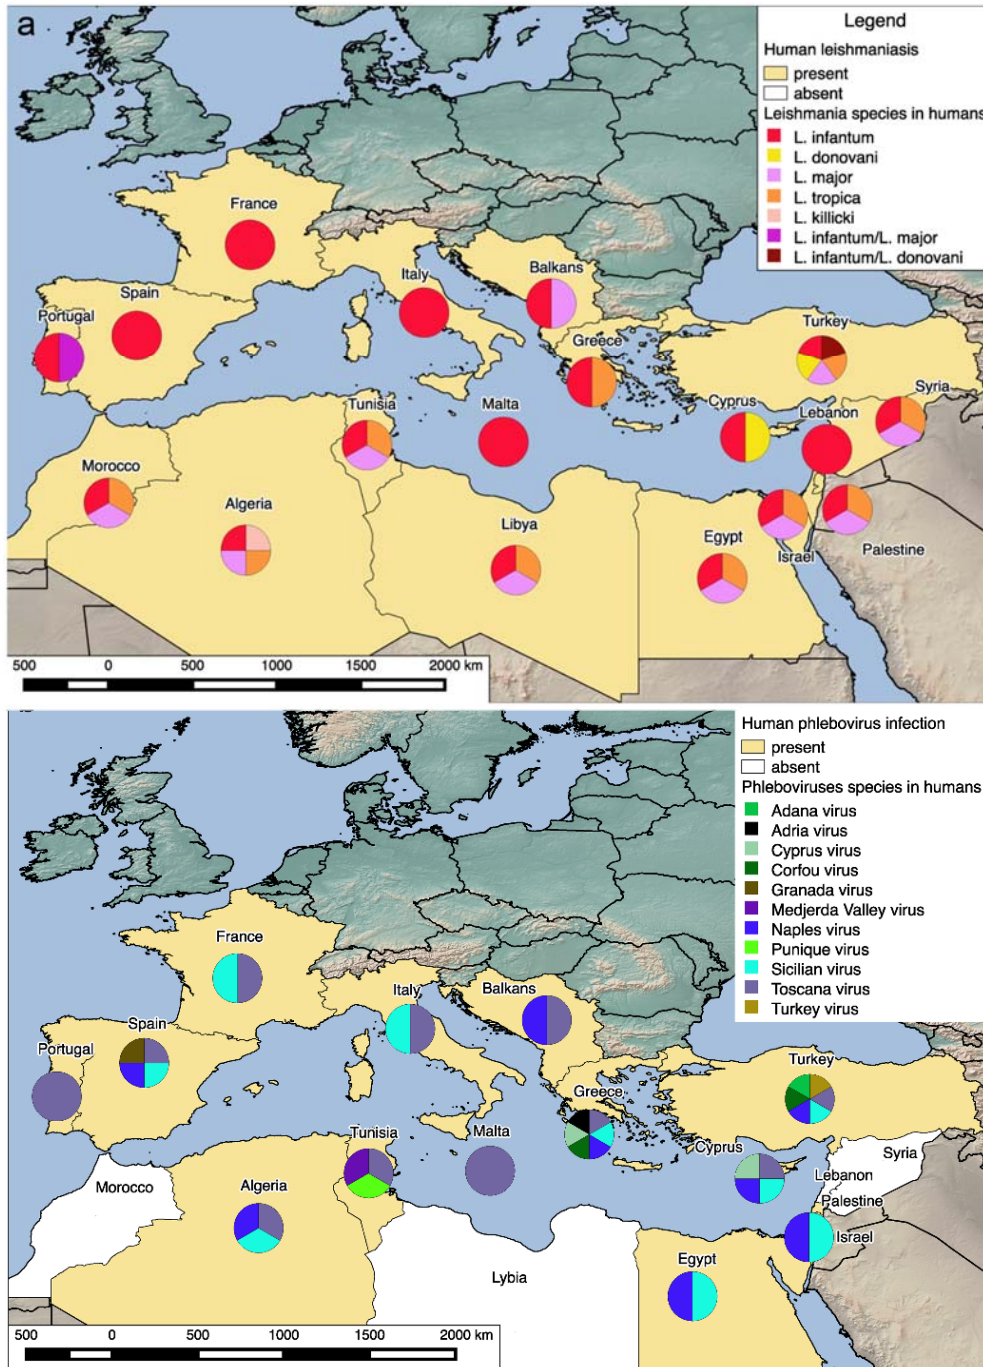 a
Legend
Human leishmaniasis
present
absent
Leishmania species in humans
L. infantum
L. donovani
L. major
L. tropica
L. killicki
L. infantum/L. major
L. infantum/L. donovani
France
Italy
Balkans
Spain
Portugal
Greece
Turkey
Syria
Cyprus
Lebanon
Tunisia
Malta
Morocco
Algeria
Libya
Egypt
Israel
Palestine
500 0 500 1000 1500 2000 km
Human phlebovirus infection
present
absent
Phleboviruses species in humans
Adana virus
Adria virus
Cyprus virus
Corfou virus
Granada virus
Medjerda Valley virus
Naples virus
Punique virus
Sicilian virus
Toscana virus
Turkey virus
France
Italy
Balkans
Spain
Portugal
Greece
Turkey
Tunisia
Malta
Cyprus
Syria
Lebanon
Palestine
Israel
Morocco
Algeria
Lybia
Egypt
500 0 500 1000 1500 2000 km